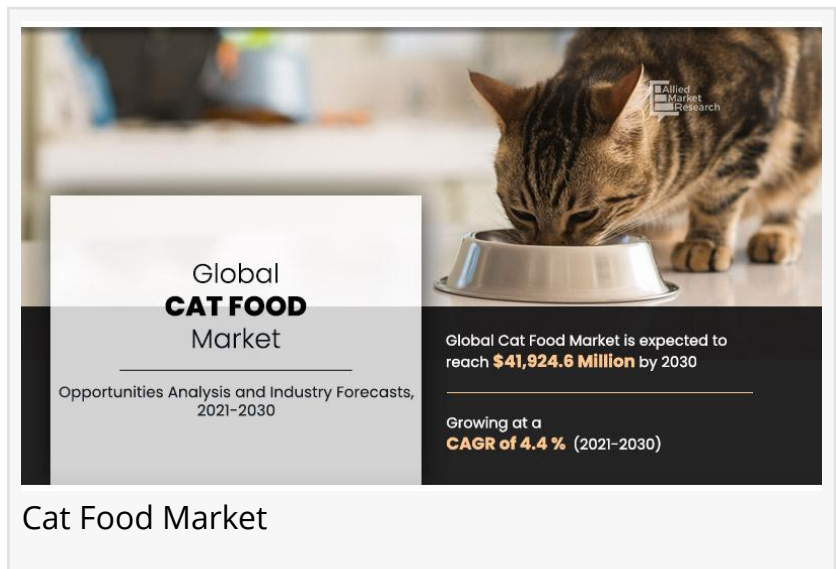 Allied
Market
Research
Global
CAT FOOD
Market
Opportunities Analysis and Industry Forecasts,
2021-2030
Global Cat Food Market is expected to
reach $41,924.6 Million by 2030
Growing at a
CAGR of 4.4 % (2021-2030)
Cat Food Market